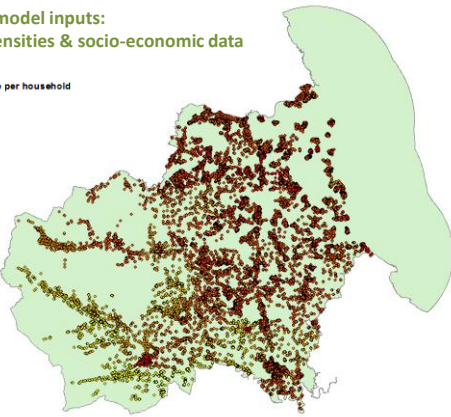 model inputs:
ensities & socio-economic data
per household